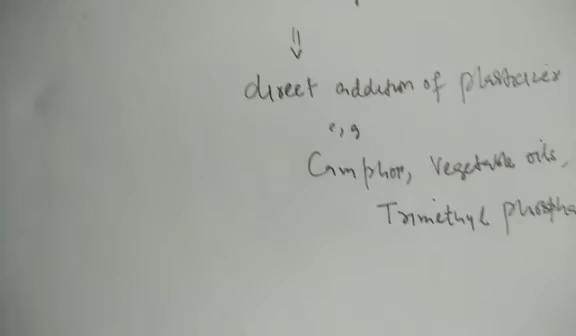 ⇓
direct addition of plasticizer
e,g
Camphor, Vegetable oils,
Trimethyl phospha